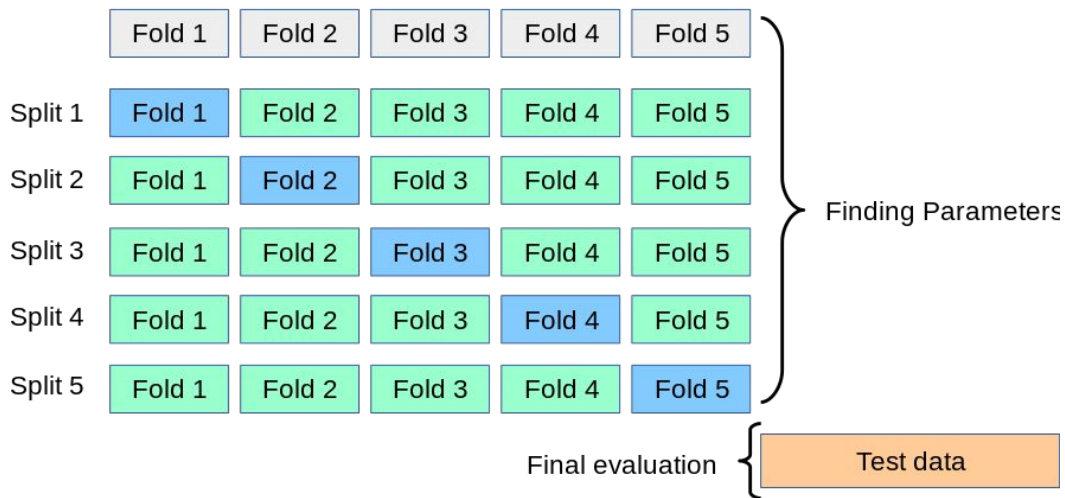 Fold 1 Fold 2 Fold 3 Fold 4 Fold 5
Split 1 Fold 1 Fold 2 Fold 3 Fold 4 Fold 5
Split 2 Fold 1 Fold 2 Fold 3 Fold 4 Fold 5
Finding Parameters
Split 3 Fold 1 Fold 2 Fold 3 Fold 4 Fold 5
Split 4 Fold 1 Fold 2 Fold 3 Fold 4 Fold 5
Split 5 Fold 1 Fold 2 Fold 3 Fold 4 Fold 5
Final evaluation Test data